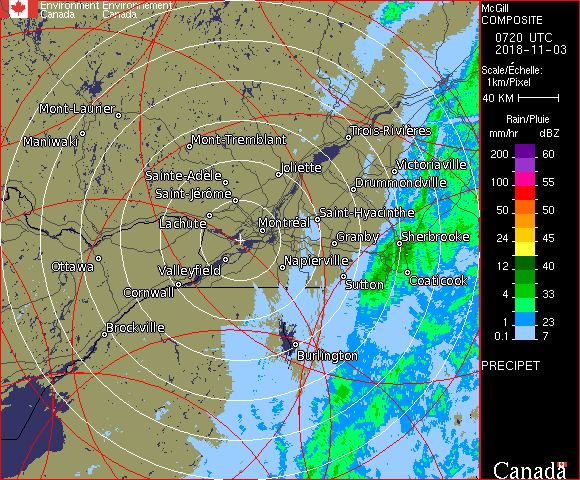 Environment Environnement
Canada Canada
McGill
COMPOSITE
0720 UTC
2018-11-03
Scale/Échelle:
1km/Pixel
40 KM
Rain/Pluie
mm/hr dBZ
200 60
150 55
100 55
50 50
24 45
12 40
4 33
1 23
0.1 7
PRECIPET
Canada
Mont-Laurier
Maniwaki
Mont-Tremblant
Trois-Rivières
Sainte-Adèle
Joliette
Victoriaville
Saint-Jérôme
Drummondville
Lachute
Montréal
Saint-Hyacinthe
Granby
Sherbrooke
Ottawa
Valleyfield
Napierville
Sutton
Coaticook
Cornwall
Brockville
Burlington